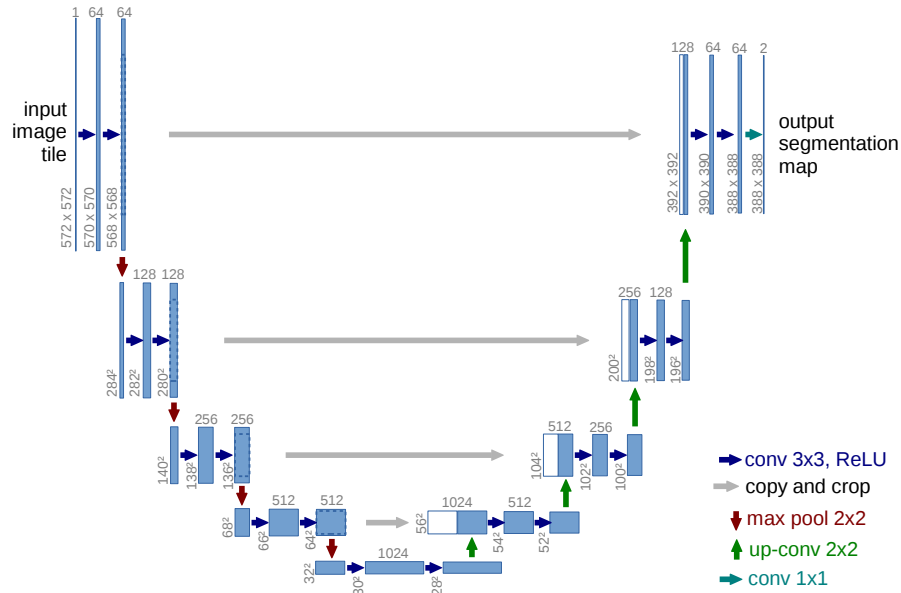 1 64 64
128 64 64 2
input
image
tile
output
segmentation
map
572 x 572
570 x 570
568 x 568
392 x 392
390 x 390
388 x 388
388 x 388
128 128
256 128
284²
282²
280²
200²
198²
196²
256 256
512 256
140²
138²
136²
104²
102²
100²
512 512
1024 512
68²
66²
64²
56²
54²
52²
1024
32²
30²
28²
conv 3x3, ReLU
copy and crop
max pool 2x2
up-conv 2x2
conv 1x1